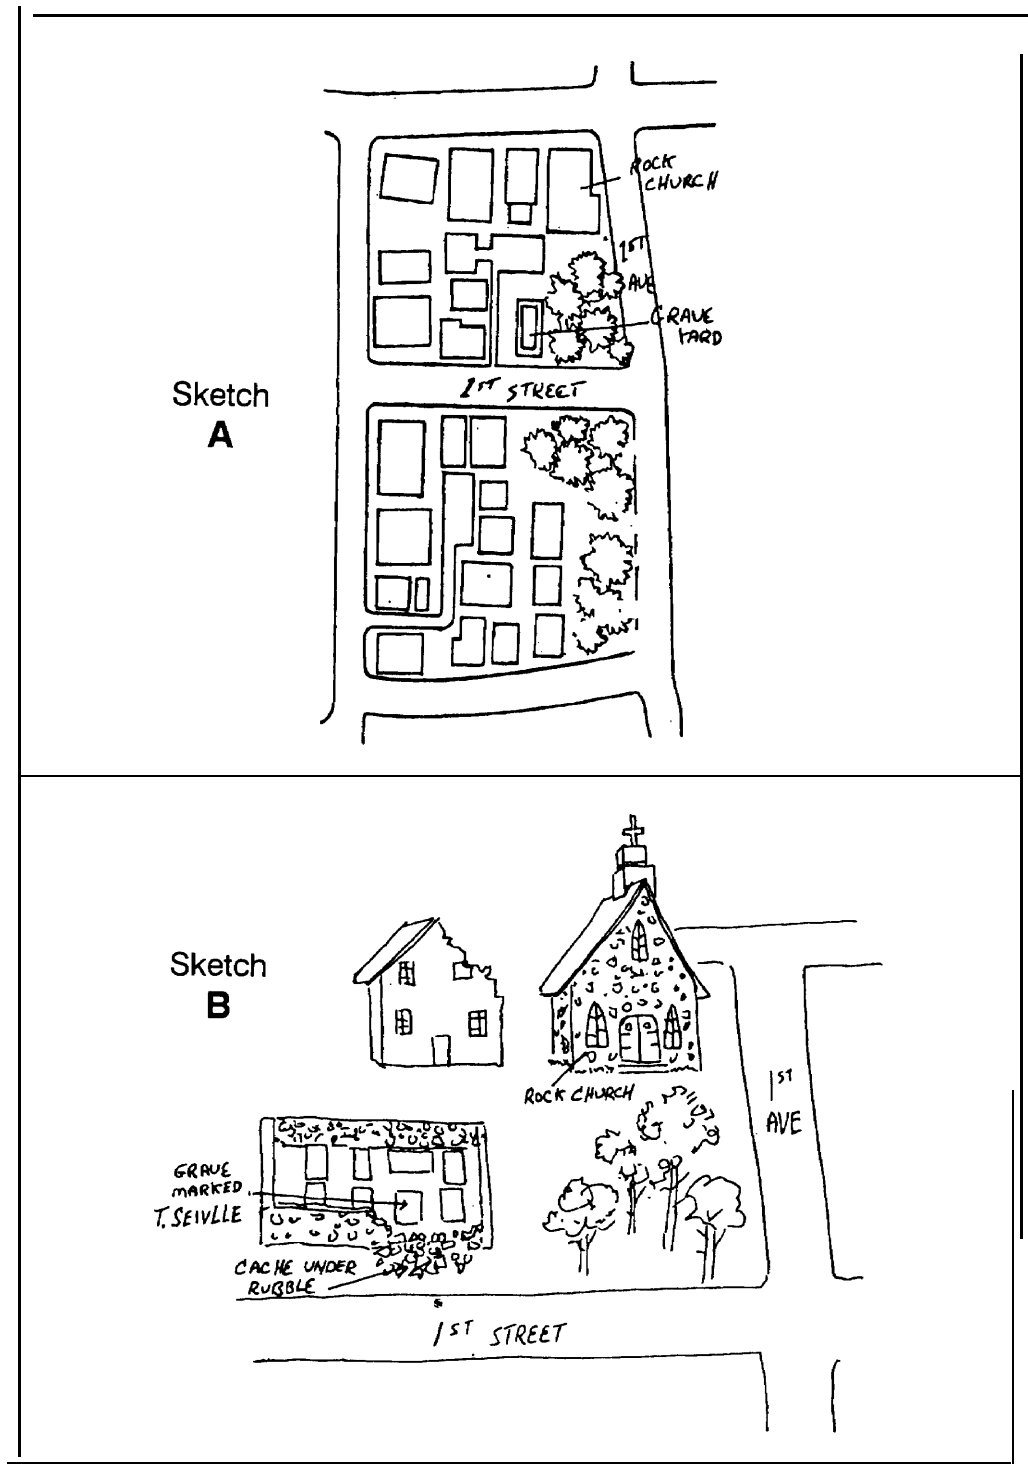 ROCK
CHURCH
1ST
AVE
GRAVE
YARD
1ST STREET
Sketch
A
Sketch
B
ROCK CHURCH
1ST
AVE
GRAVE
MARKED
T. SEIVLLE
CACHE UNDER
RUBBLE
1ST STREET